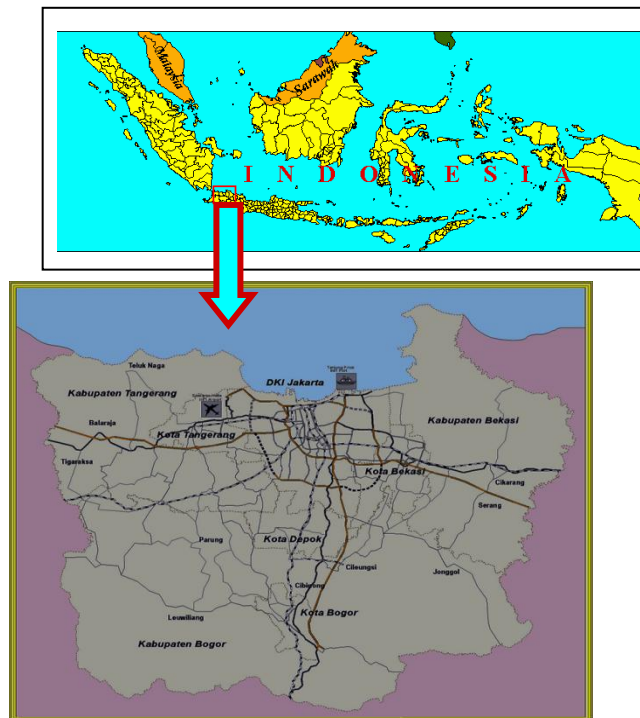 Malaysia
Sarawak
I N D O N E S I A
Teluk Naga
DKI Jakarta
Kabupaten Tangerang
Kabupaten Bekasi
Balaraja
Kota Tangerang
Tigaraksa
Kota Bekasi
Cikarang
Serang
Parung
Kota Depok
Cileungsi
Jonggol
Cibinong
Leuwiliang
Kota Bogor
Kabupaten Bogor